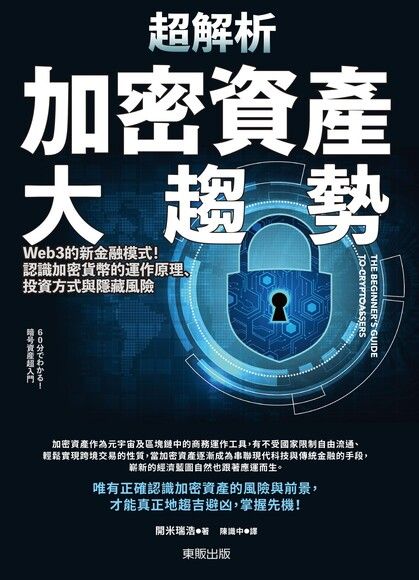 超解析
加密資產
大趨勢
Web3的新金融模式！
認識加密貨幣的運作原理、
投資方式與隱藏風險
THE BEGINNER'S GUIDE
TO CRYPTOASSERS
60分でわかる！
暗号資産超入門
加密資產作為元宇宙及區塊鏈中的商務運作工具，有不受國家限制自由流通、
輕鬆實現跨境交易的性質，當加密資產逐漸成為串聯現代科技與傳統金融的手段，
嶄新的經濟藍圖自然也跟著應運而生。
唯有正確認識加密資產的風險與前景，
才能真正地趨吉避凶，掌握先機！
開米瑞浩●著 陳識中●譯
東販出版